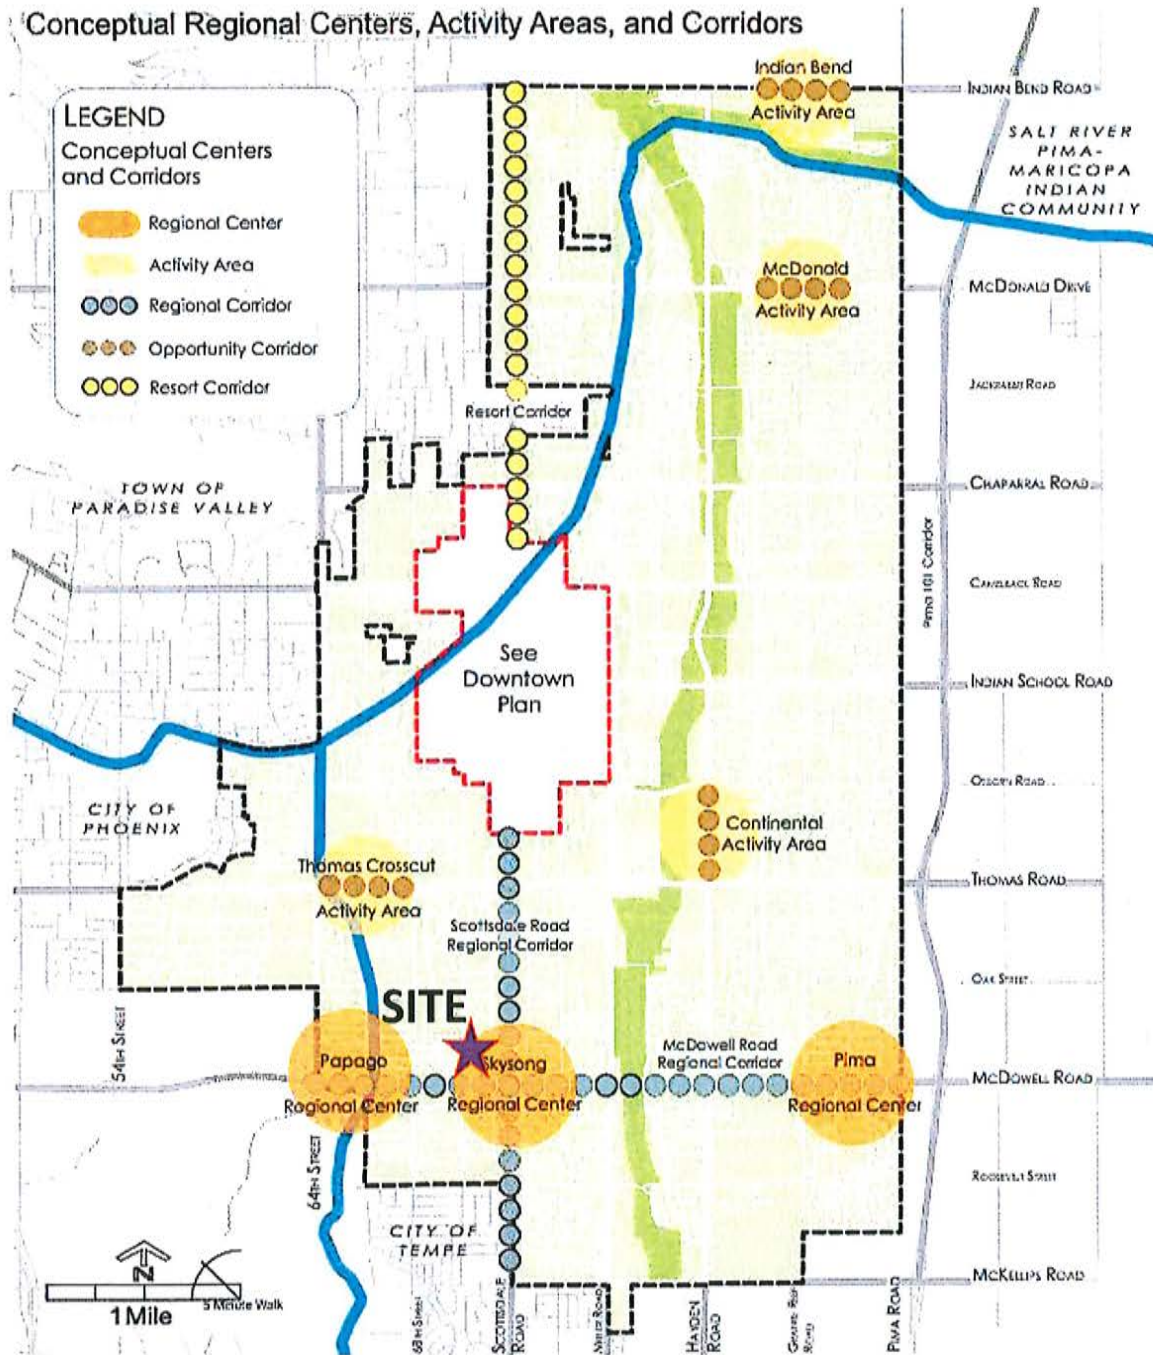 Conceptual Regional Centers, Activity Areas, and Corridors
LEGEND
Conceptual Centers
and Corridors
Regional Center
Activity Area
Regional Corridor
Opportunity Corridor
Resort Corridor
Indian Bend
Activity Area
INDIAN BEND ROAD
SALT RIVER
PIMA-
MARICOPA
INDIAN
COMMUNITY
McDonald
Activity Area
MCDONALD DRIVE
JACKRABBIT ROAD
Resort Corridor
TOWN OF
PARADISE VALLEY
CHAPARRAL ROAD
Pima 101 Corridor
CAMELBACK ROAD
See
Downtown
Plan
INDIAN SCHOOL ROAD
OSBORN ROAD
CITY OF
PHOENIX
Continental
Activity Area
Thomas Crosscut
Activity Area
THOMAS ROAD
Scottsdale Road
Regional Corridor
OAK STREET
SITE
54TH STREET
Papago
Regional Center
Skysong
Regional Center
McDowell Road
Regional Corridor
Pima
Regional Center
MCDOWELL ROAD
64TH STREET
ROOSEVELT STREET
CITY OF
TEMPE
N
1 Mile
5 Minute Walk
MCKELLIPS ROAD
68TH STREET
SCOTTSDALE
ROAD
MILLER ROAD
HAYDEN
ROAD
GRANITE REEF
ROAD
PIMA ROAD